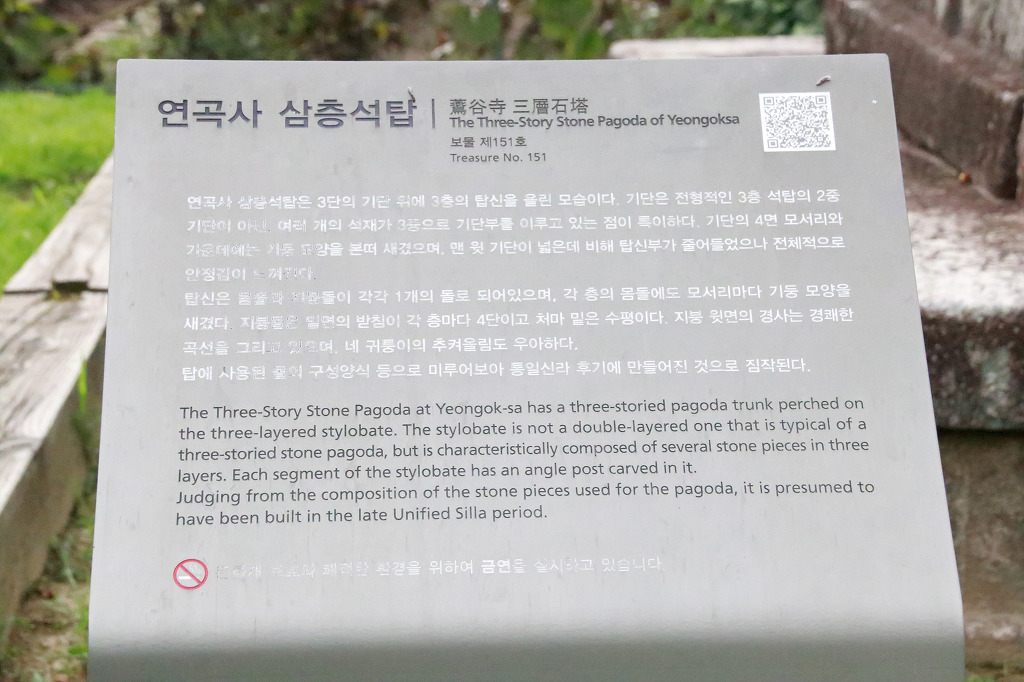 연곡사 삼층석탑
鷰谷寺 三層石塔
The Three-Story Stone Pagoda of Yeongoksa
보물 제151호
Treasure No. 151
연곡사 삼층석탑은 3단의 기단 위에 3층의 탑신을 올린 모습이다. 기단은 전형적인 3층 석탑의 2중
기단이 아닌, 여러 개의 석재가 3중으로 기단부를 이루고 있는 점이 특이하다. 기단의 4면 모서리와
가운데에는 기둥 모양을 본떠 새겼으며, 맨 윗 기단이 넓은데 비해 탑신부가 줄어들었으나 전체적으로
안정감이 느껴진다.
탑신은 몸돌과 지붕돌이 각각 1개의 돌로 되어있으며, 각 층의 몸돌에도 모서리마다 기둥 모양을
새겼다. 지붕돌은 밑면의 받침이 각 층마다 4단이고 처마 밑은 수평이다. 지붕 윗면의 경사는 경쾌한
곡선을 그리고 있으며, 네 귀퉁이의 추켜올림도 우아하다.
탑에 사용된 돌의 구성양식 등으로 미루어보아 통일신라 후기에 만들어진 것으로 짐작된다.
The Three-Story Stone Pagoda at Yeongok-sa has a three-storied pagoda trunk perched on
the three-layered stylobate. The stylobate is not a double-layered one that is typical of a
three-storied stone pagoda, but is characteristically composed of several stone pieces in three
layers. Each segment of the stylobate has an angle post carved in it.
Judging from the composition of the stone pieces used for the pagoda, it is presumed to
have been built in the late Unified Silla period.
쾌적한 환경을 위하여 금연을 실시하고 있습니다.